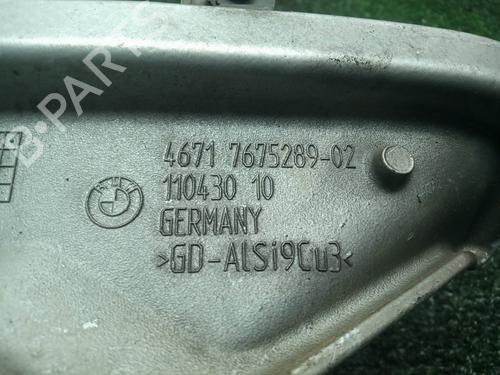 B-PARTS
4671 7675289-02
110430 10
GERMANY
>GD-AlSi9Cu3<